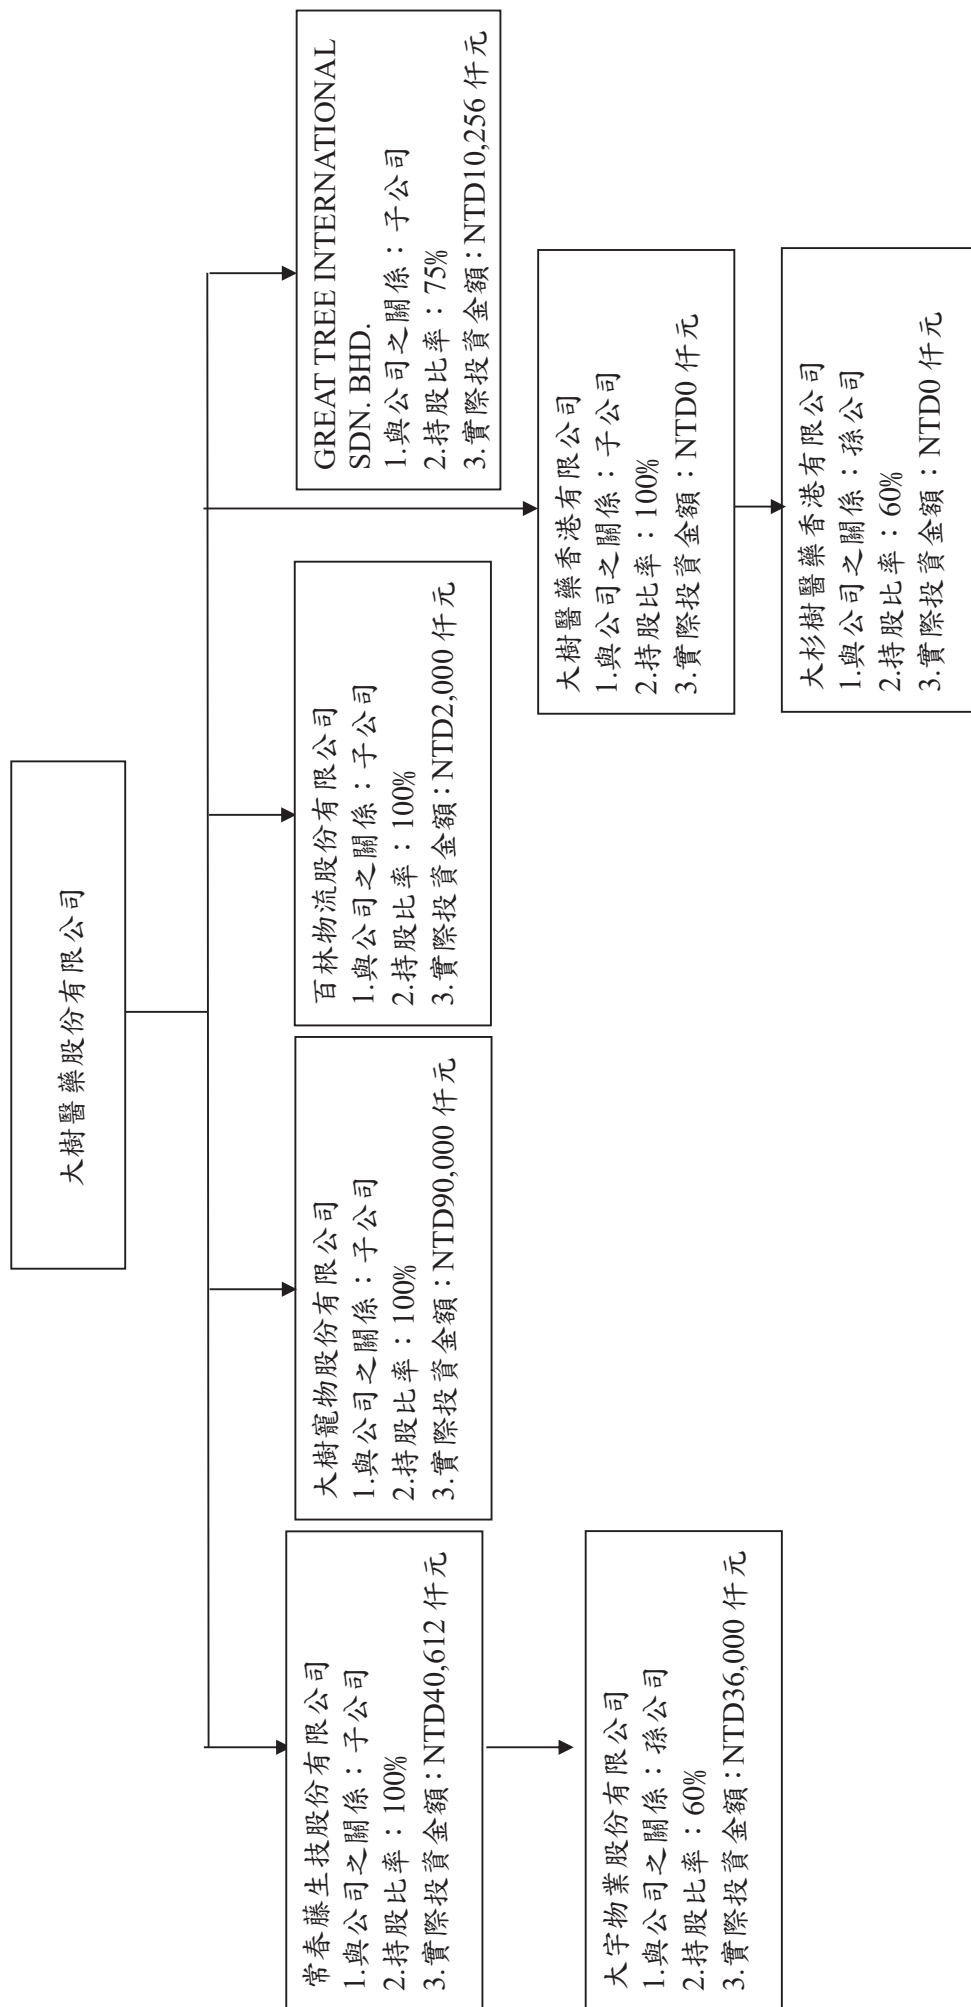 大樹醫藥股份有限公司
常春藤生技股份有限公司
1.與公司之關係：子公司
2.持股比率：100%
3.實際投資金額：NTD40,612 仟元
大樹寵物股份有限公司
1.與公司之關係：子公司
2.持股比率：100%
3.實際投資金額：NTD90,000 仟元
百林物流股份有限公司
1.與公司之關係：子公司
2.持股比率：100%
3.實際投資金額：NTD2,000 仟元
GREAT TREE INTERNATIONAL
SDN. BHD.
1.與公司之關係：子公司
2.持股比率：75%
3.實際投資金額：NTD10,256 仟元
大樹醫藥香港有限公司
1.與公司之關係：子公司
2.持股比率：100%
3.實際投資金額：NTD0 仟元
大宇物業股份有限公司
1.與公司之關係：孫公司
2.持股比率：60%
3.實際投資金額：NTD36,000 仟元
大杉樹醫藥香港有限公司
1.與公司之關係：孫公司
2.持股比率：60%
3.實際投資金額：NTD0 仟元